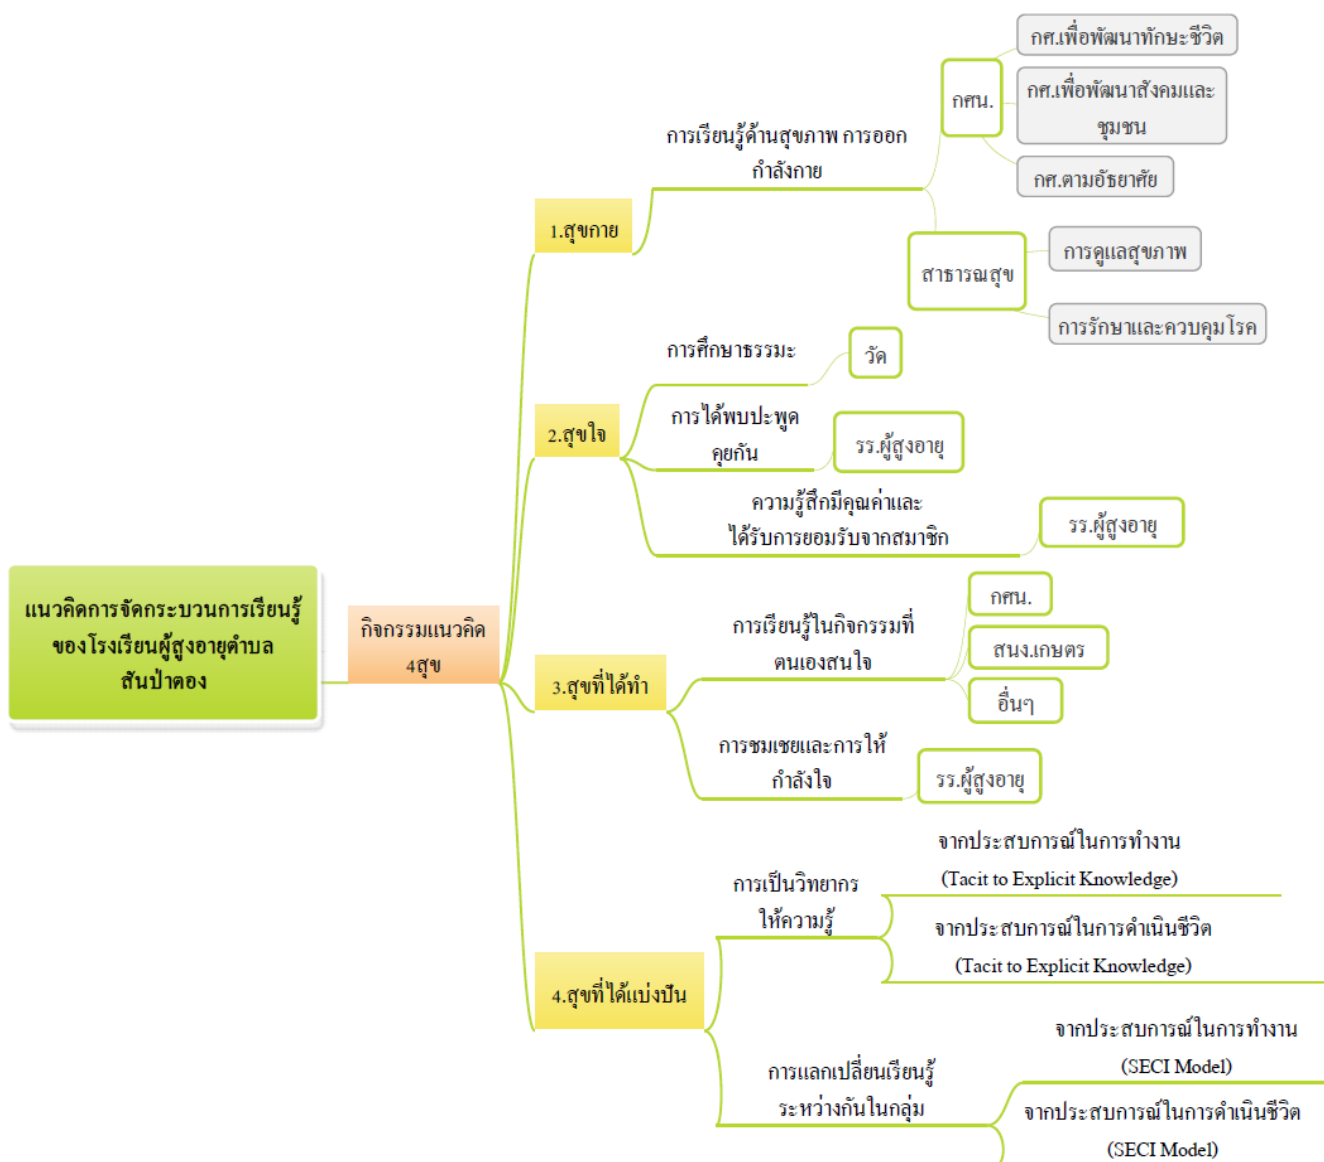 แนวคิดการจัดกระบวนการเรียนรู้
ของโรงเรียนผู้สูงอายุตำบล
สันป่าตอง
กิจกรรมแนวคิด
4สุข
1.สุขกาย
การเรียนรู้ด้านสุขภาพ การออก
กำลังกาย
กศน.
กศ.เพื่อพัฒนาทักษะชีวิต
กศ.เพื่อพัฒนาสังคมและ
ชุมชน
กศ.ตามอัธยาศัย
สาธารณสุข
การดูแลสุขภาพ
การรักษาและควบคุมโรค
2.สุขใจ
การศึกษาธรรมะ
วัด
การได้พบปะพูด
คุยกัน
รร.ผู้สูงอายุ
ความรู้สึกมีคุณค่าและ
ได้รับการยอมรับจากสมาชิก
รร.ผู้สูงอายุ
3.สุขที่ได้ทำ
การเรียนรู้ในกิจกรรมที่
ตนเองสนใจ
กศน.
สนง.เกษตร
อื่นๆ
การชมเชยและการให้
กำลังใจ
รร.ผู้สูงอายุ
4.สุขที่ได้แบ่งปัน
การเป็นวิทยากร
ให้ความรู้
จากประสบการณ์ในการทำงาน
(Tacit to Explicit Knowledge)
จากประสบการณ์ในการดำเนินชีวิต
(Tacit to Explicit Knowledge)
การแลกเปลี่ยนเรียนรู้
ระหว่างกันในกลุ่ม
จากประสบการณ์ในการทำงาน
(SECI Model)
จากประสบการณ์ในการดำเนินชีวิต
(SECI Model)